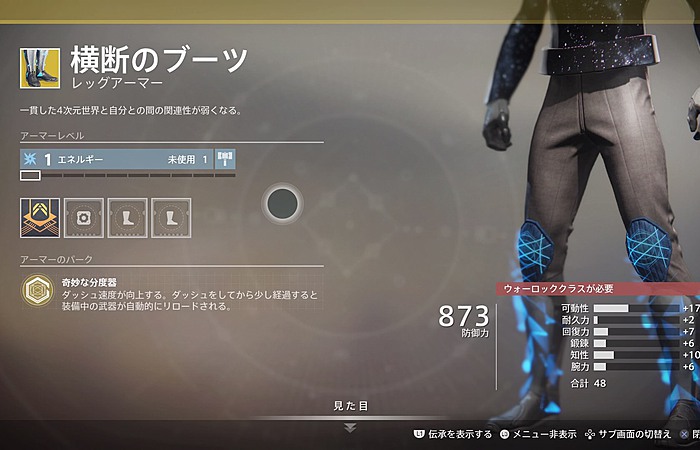 横断のブーツ
レッグアーマー
一貫した4次元世界と自分との間の関連性が弱くなる。
アーマーレベル
1 エネルギー 未使用 1
アーマーのパーク
奇妙な分度器
ダッシュ速度が向上する。ダッシュをしてから少し経過すると
装備中の武器が自動的にリロードされる。
ウォーロッククラスが必要
873
防御力
可動性 +17
耐久力 +2
回復力 +7
鍛錬 +6
知性 +10
腕力 +6
合計 48
見た目
伝承を表示する メニュー非表示 サブ画面の切替え 閉